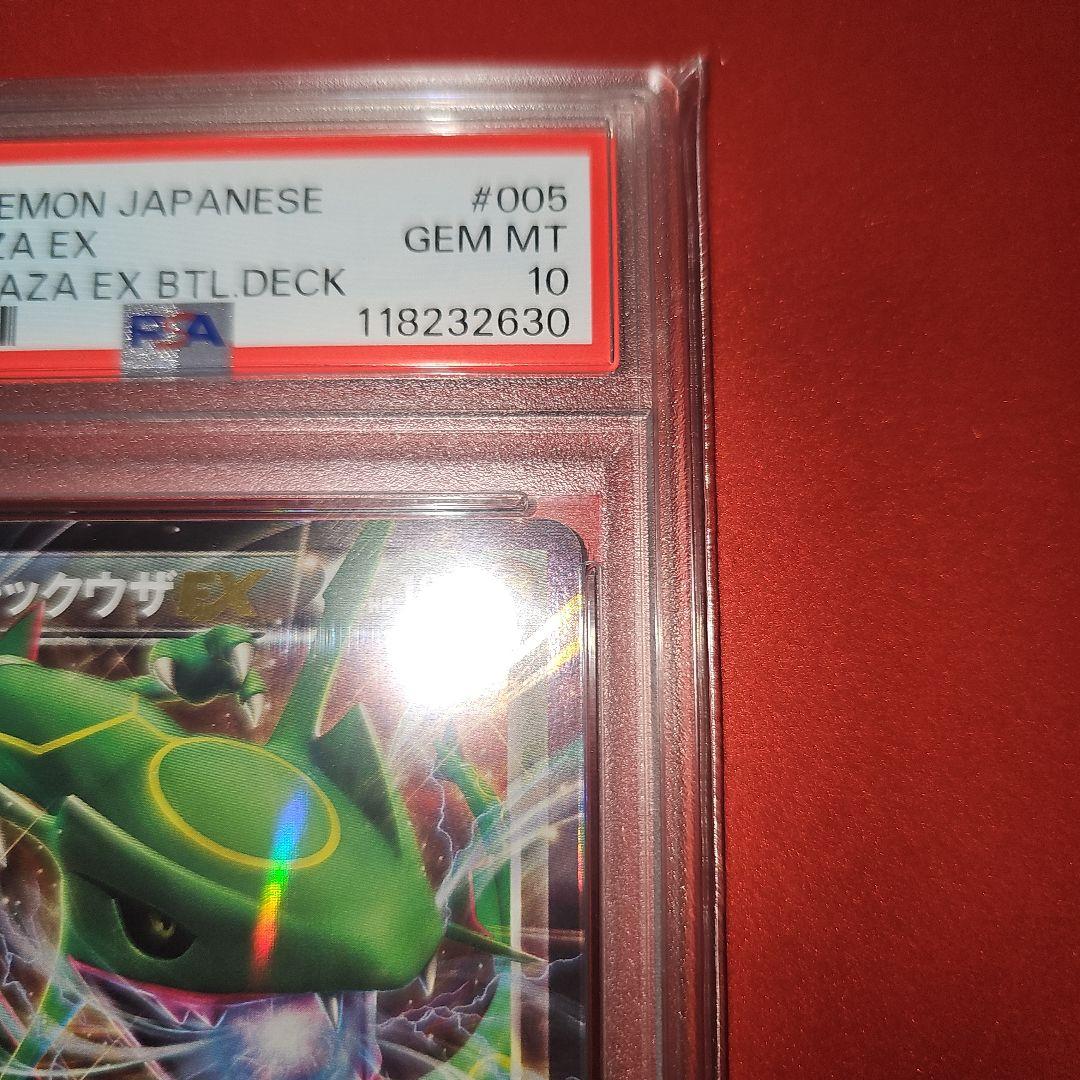 EMON JAPANESE #005
ZA EX GEM MT
AZA EX BTL.DECK 10
PSA 118232630
ックウザEX